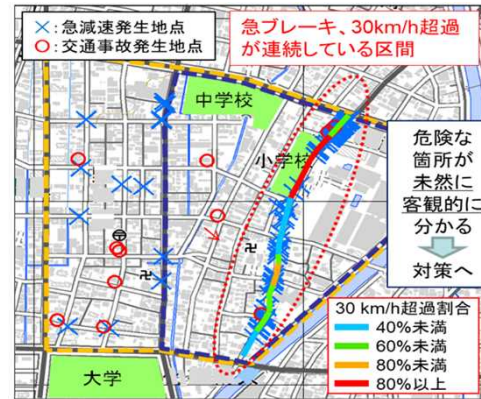 ×:急減速発生地点
○:交通事故発生地点
急ブレーキ、30km/h超過
が連続している区間
中学校
小学校
危険な
箇所が
未然に
客観的に
分かる
対策へ
30 km/h超過割合
40%未満
60%未満
80%未満
80%以上
大学